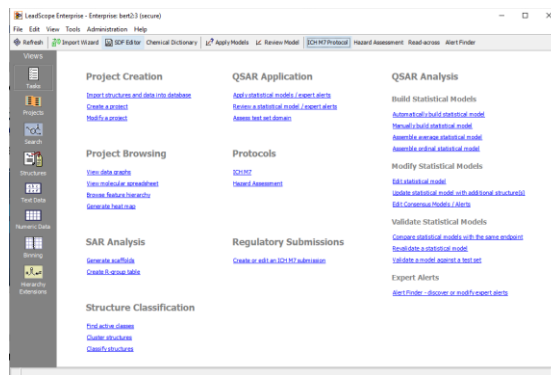 LeadScope Enterprise - Enterprise: bert2:3 (secure)
File Edit View Tools Administration Help
Refresh Import Wizard SDF Editor Chemical Dictionary Apply Models Review Model ICH M7 Protocol Hazard Assessment Read-across Alert Finder
Views
Tasks
Projects
Search
Structures
Text Data
Numeric Data
Binning
Hierarchy
Extensions
Project Creation
Import structures and data into database
Create a project
Modify a project
Project Browsing
View data graphs
View molecular spreadsheet
Browse feature hierarchy
Generate heat map
SAR Analysis
Generate scaffolds
Create R-group table
Structure Classification
Find active classes
Cluster structures
Classify structures
QSAR Application
Apply statistical models / expert alerts
Review a statistical model / expert alerts
Assess test set domain
Protocols
ICH M7
Hazard Assessment
Regulatory Submissions
Create or edit an ICH M7 submission
QSAR Analysis
Build Statistical Models
Automatically build statistical model
Manually build statistical model
Assemble average statistical model
Assemble ordinal statistical model
Modify Statistical Models
Edit statistical model
Update statistical model with additional structure(s)
Edit Consensus Models / Alerts
Validate Statistical Models
Compare statistical models with the same endpoint
Revalidate a statistical model
Validate a model against a test set
Expert Alerts
Alert Finder - discover or modify expert alerts